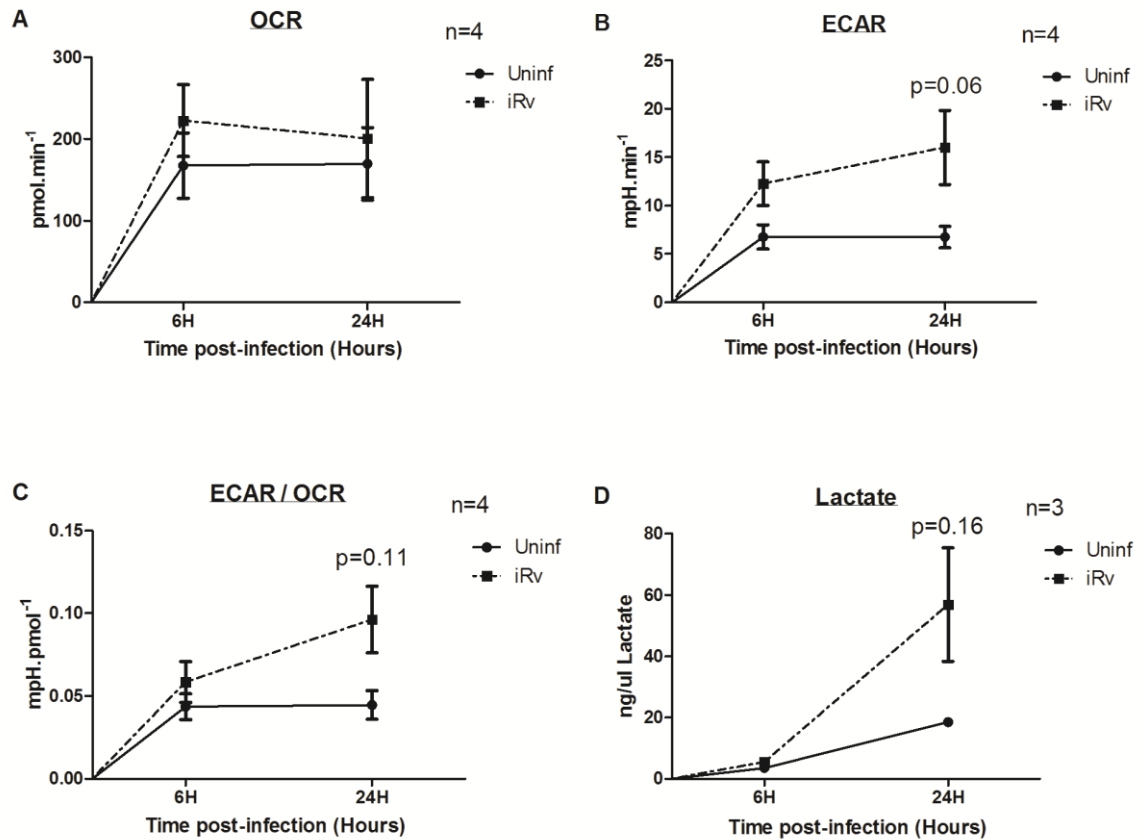 A
OCR
n=4
Uninf
iRv
300
200
100
0
pmol.min⁻¹
6H
24H
Time post-infection (Hours)
B
ECAR
n=4
Uninf
iRv
p=0.06
25
20
15
10
5
0
mpH.min⁻¹
6H
24H
Time post-infection (Hours)
C
ECAR / OCR
n=4
Uninf
iRv
p=0.11
0.15
0.10
0.05
0.00
mpH.pmol⁻¹
6H
24H
Time post-infection (Hours)
D
Lactate
n=3
Uninf
iRv
p=0.16
80
60
40
20
0
ng/ul Lactate
6H
24H
Time post-infection (Hours)